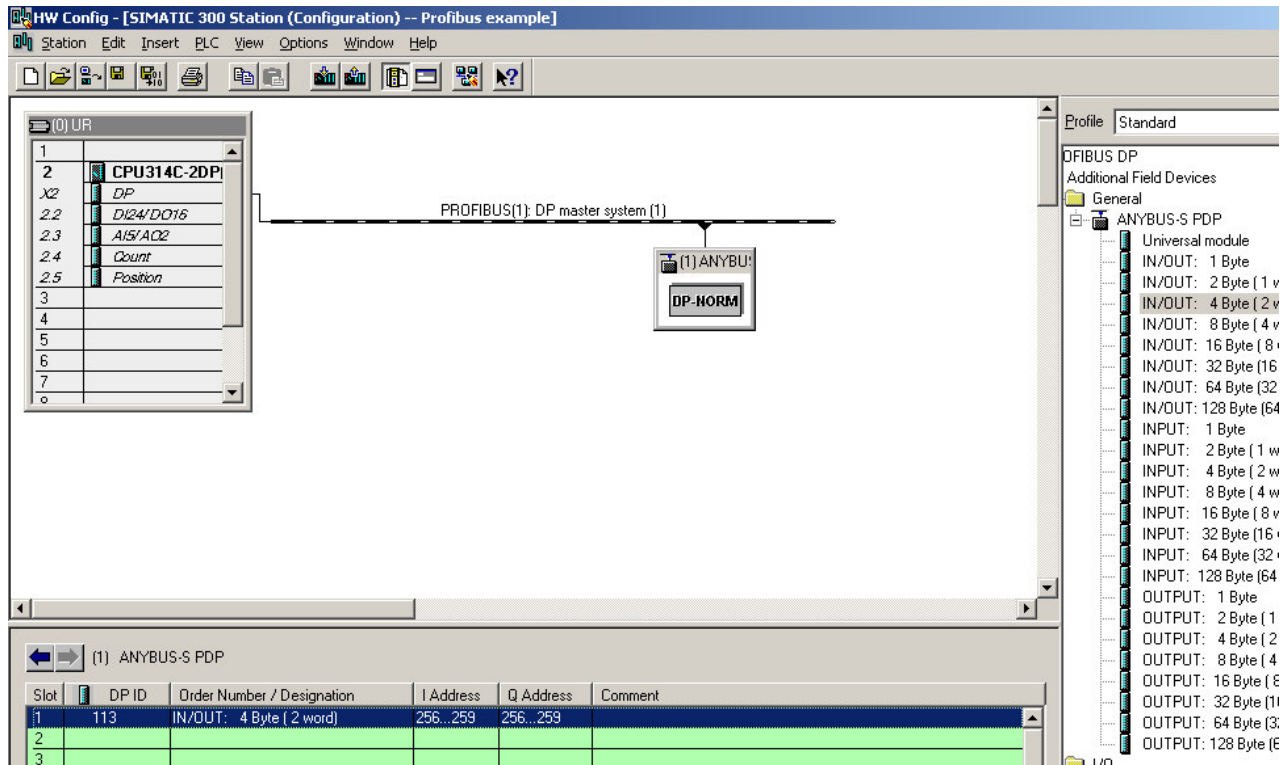 HW Config - [SIMATIC 300 Station (Configuration) -- Profibus example]
Station Edit Insert PLC View Options Window Help
(0) UR
1
2 CPU314C-2DP(
X2 DP
2.2 DI24/DO16
2.3 AI5/AO2
2.4 Count
2.5 Position
3
4
5
6
7
PROFIBUS(1): DP master system (1)
(1) ANYBU
DP-NORM
Profile Standard
OFIBUS DP
Additional Field Devices
General
ANYBUS-S PDP
Universal module
IN/OUT: 1 Byte
IN/OUT: 2 Byte ( 1 w
IN/OUT: 4 Byte ( 2 w
IN/OUT: 8 Byte ( 4 w
IN/OUT: 16 Byte ( 8
IN/OUT: 32 Byte (16
IN/OUT: 64 Byte (32
IN/OUT: 128 Byte (64
INPUT: 1 Byte
INPUT: 2 Byte ( 1 w
INPUT: 4 Byte ( 2 w
INPUT: 8 Byte ( 4 w
INPUT: 16 Byte ( 8 w
INPUT: 32 Byte (16
INPUT: 64 Byte (32
INPUT: 128 Byte (64
OUTPUT: 1 Byte
OUTPUT: 2 Byte ( 1
OUTPUT: 4 Byte ( 2
OUTPUT: 8 Byte ( 4
OUTPUT: 16 Byte ( 8
OUTPUT: 32 Byte (1
OUTPUT: 64 Byte (3
OUTPUT: 128 Byte (6
(1) ANYBUS-S PDP
Slot DP ID Order Number / Designation I Address Q Address Comment
1 113 IN/OUT: 4 Byte ( 2 word) 256...259 256...259
2
3